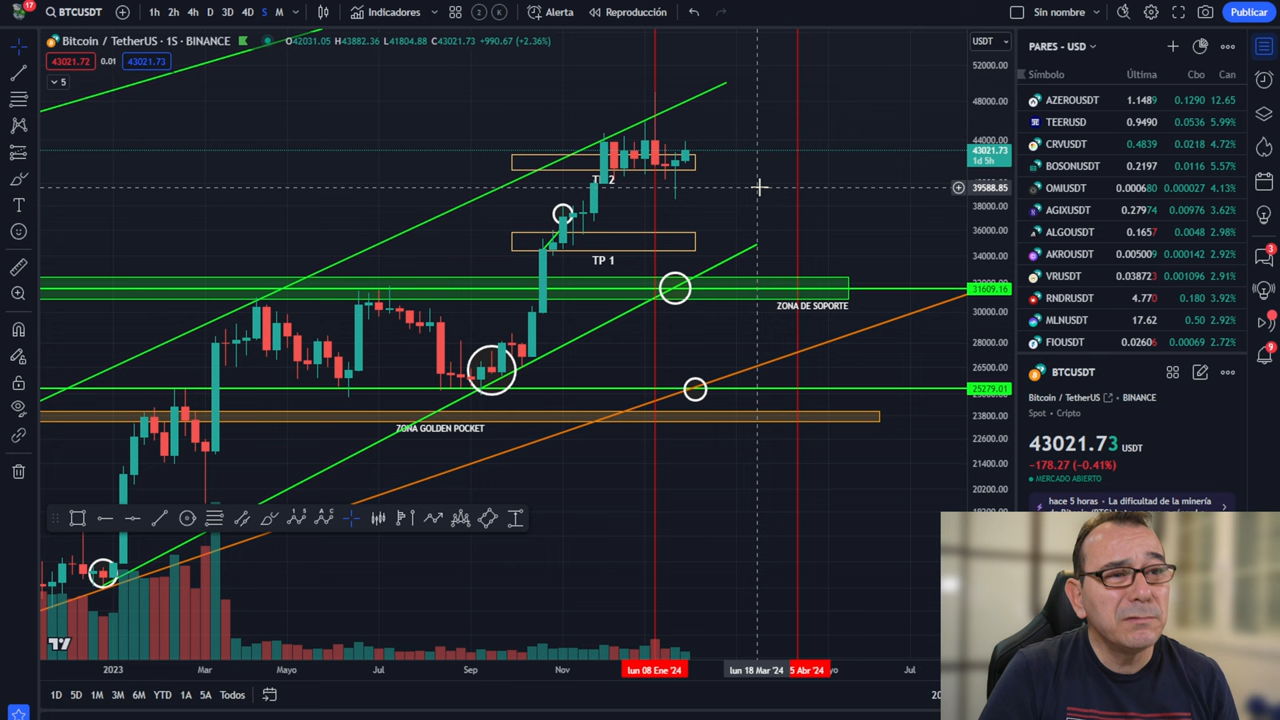 17
BTCUSDT
1h 2h 4h D 3D 4D S M
Indicadores
2
K
Alerta
Reproducción
Sin nombre
Publicar
Bitcoin / TetherUS · 1S · BINANCE
O42031.05 H43882.36 L41804.88 C43021.73 +990.67 (+2.36%)
43021.72 0.01 43021.73
5
USDT
52000.00
48000.00
44000.00
43021.73
1d 5h
39588.85
38000.00
36000.00
34000.00
31609.16
30000.00
28000.00
26500.00
25279.01
23800.00
22600.00
21400.00
20200.00
TP 1
ZONA DE SOPORTE
ZONA GOLDEN POCKET
2023 Mar Mayo Jul Sep Nov lun 08 Ene '24 lun 18 Mar '24 5 Abr '24 Jul
1D 5D 1M 3M 6M YTD 1A 5A Todos
PARES - USD
Símbolo Última Cbo Can
AZEROUSDT 1.1489 0.1290 12.65
TEERUSD 0.9490 0.0536 5.99%
CRVUSDT 0.4839 0.0218 4.72%
BOSONUSDT 0.2197 0.0116 5.57%
OMIUSDT 0.000680 0.000027 4.13%
AGIXUSDT 0.27974 0.00976 3.62%
ALGOUSDT 0.1657 0.0048 2.98%
AKROUSDT 0.00509 0.000142 2.92%
VRUSDT 0.03872 0.001096 2.91%
RNDRUSDT 4.770 0.180 3.92%
MLNUSDT 17.62 0.50 2.92%
FIOUSDT 0.02606 0.00069 2.72%
3
9
BTCUSDT
Bitcoin / TetherUS BINANCE
Spot · Cripto
43021.73 USDT
−178.27 (−0.41%)
MERCADO ABIERTO
hace 5 horas · La dificultad de la minería